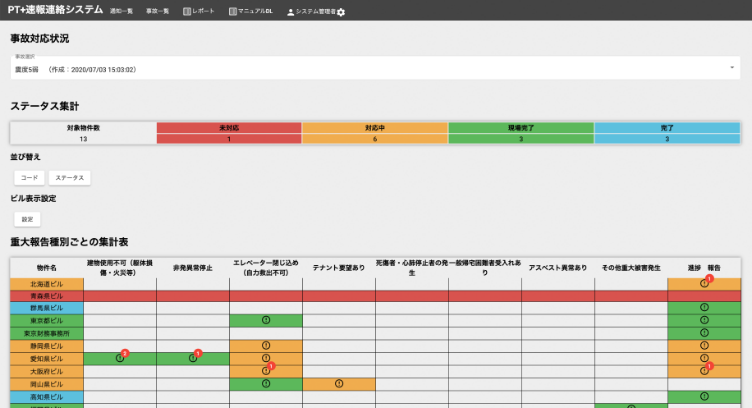 PT+速報連絡システム 通知一覧 事故一覧 レポート マニュアルDL システム管理者
事故対応状況
事故選択
震度5弱 (作成：2020/07/03 15:03:02)
ステータス集計
対象物件数 未対応 対応中 現場完了 完了
13 1 6 3 3
並び替え
コード ステータス
ビル表示設定
設定
重大報告種別ごとの集計表
物件名 建物使用不可（躯体損傷・火災等） 非発異常停止 エレベーター閉じ込め（自力救出不可） テナント要望あり 死傷者・心肺停止者の発生 一般帰宅困難者受入れあり アスベスト異常あり その他重大被害発生 進捗 報告
北海道ビル 1
青森県ビル
群馬県ビル
東京都ビル
東京財務事務所
静岡県ビル
愛知県ビル 1
大阪府ビル 1 1
岡山県ビル
高知県ビル